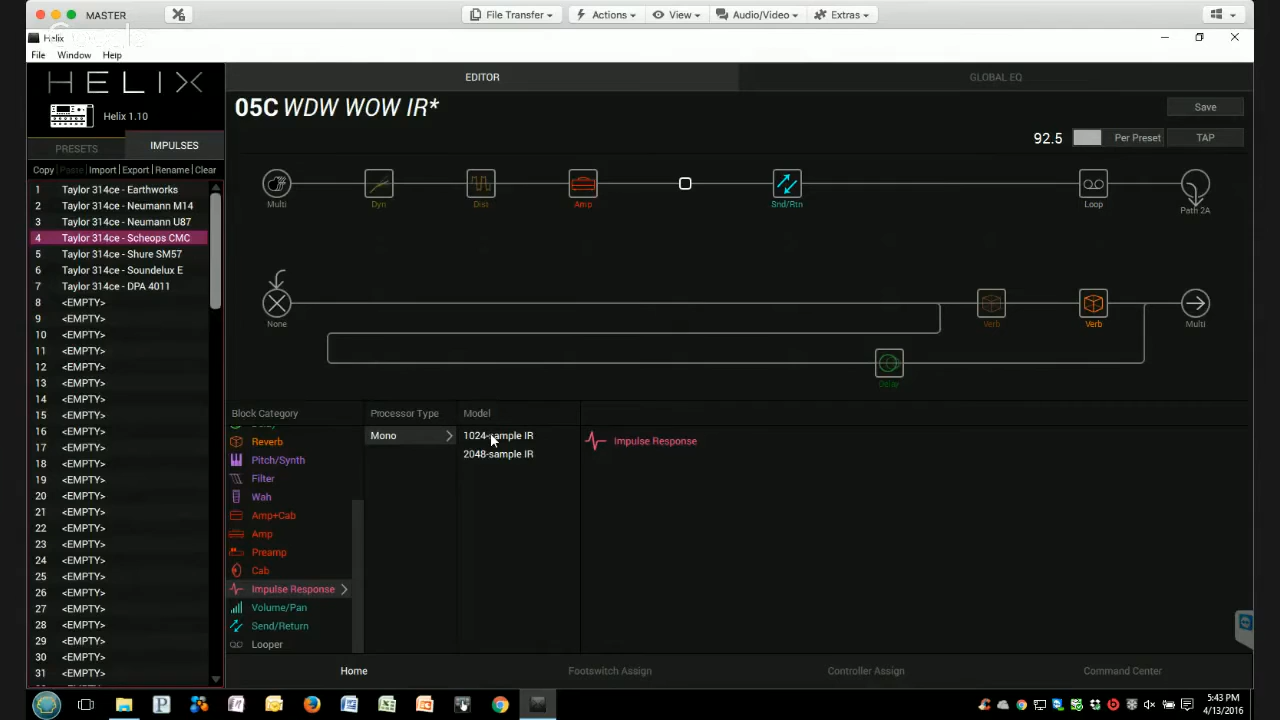 MASTER
File Transfer
Actions
View
Audio/Video
Extras
Helix
File Window Help
HELIX
Helix 1.10
PRESETS
IMPULSES
Copy Paste Import Export Rename Clear
1 Taylor 314ce - Earthworks
2 Taylor 314ce - Neumann M14
3 Taylor 314ce - Neumann U87
4 Taylor 314ce - Scheops CMC
5 Taylor 314ce - Shure SM57
6 Taylor 314ce - Soundelux E
7 Taylor 314ce - DPA 4011
8 <EMPTY>
9 <EMPTY>
10 <EMPTY>
11 <EMPTY>
12 <EMPTY>
13 <EMPTY>
14 <EMPTY>
15 <EMPTY>
16 <EMPTY>
17 <EMPTY>
18 <EMPTY>
19 <EMPTY>
20 <EMPTY>
21 <EMPTY>
22 <EMPTY>
23 <EMPTY>
24 <EMPTY>
25 <EMPTY>
26 <EMPTY>
27 <EMPTY>
28 <EMPTY>
29 <EMPTY>
30 <EMPTY>
31 <EMPTY>
EDITOR
GLOBAL EQ
05C WDW WOW IR*
Save
92.5
Per Preset
TAP
Multi
Dyn
Dist
Amp
Snd/Rtn
Loop
Path 2A
None
Verb
Verb
Multi
Delay
Block Category
Processor Type
Model
Delay
Reverb
Pitch/Synth
Filter
Wah
Amp+Cab
Amp
Preamp
Cab
Impulse Response
Volume/Pan
Send/Return
Looper
Mono
1024-sample IR
2048-sample IR
Impulse Response
Home
Footswitch Assign
Controller Assign
Command Center
5:43 PM
4/13/2016